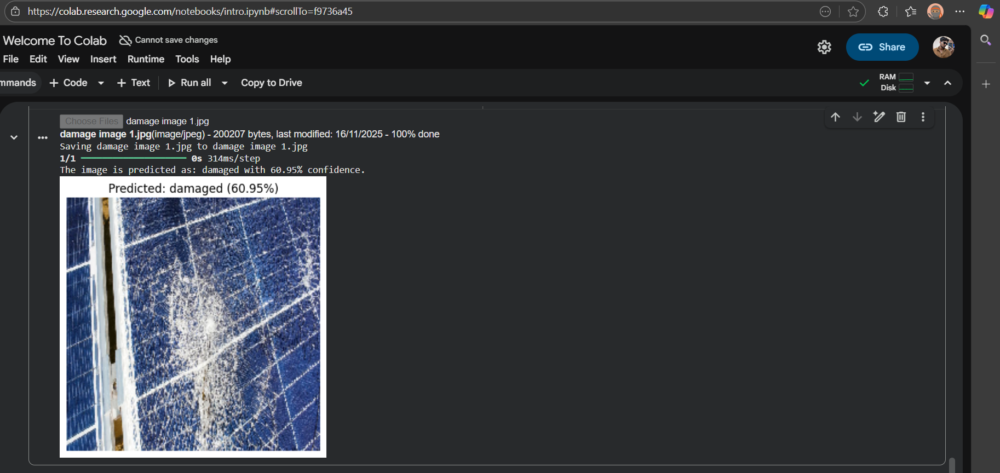 https://colab.research.google.com/notebooks/intro.ipynb#scrollTo=f9736a45
Welcome To Colab Cannot save changes
File Edit View Insert Runtime Tools Help
Share
mmands + Code + Text Run all Copy to Drive
RAM
Disk
Choose Files damage image 1.jpg
damage image 1.jpg(image/jpeg) - 200207 bytes, last modified: 16/11/2025 - 100% done
Saving damage image 1.jpg to damage image 1.jpg
1/1 0s 314ms/step
The image is predicted as: damaged with 60.95% confidence.
Predicted: damaged (60.95%)